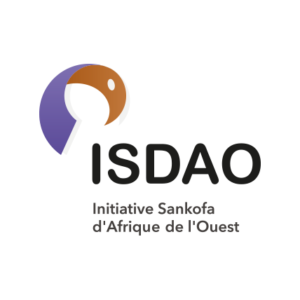 ISDAO
Initiative Sankofa
d'Afrique de l'Ouest